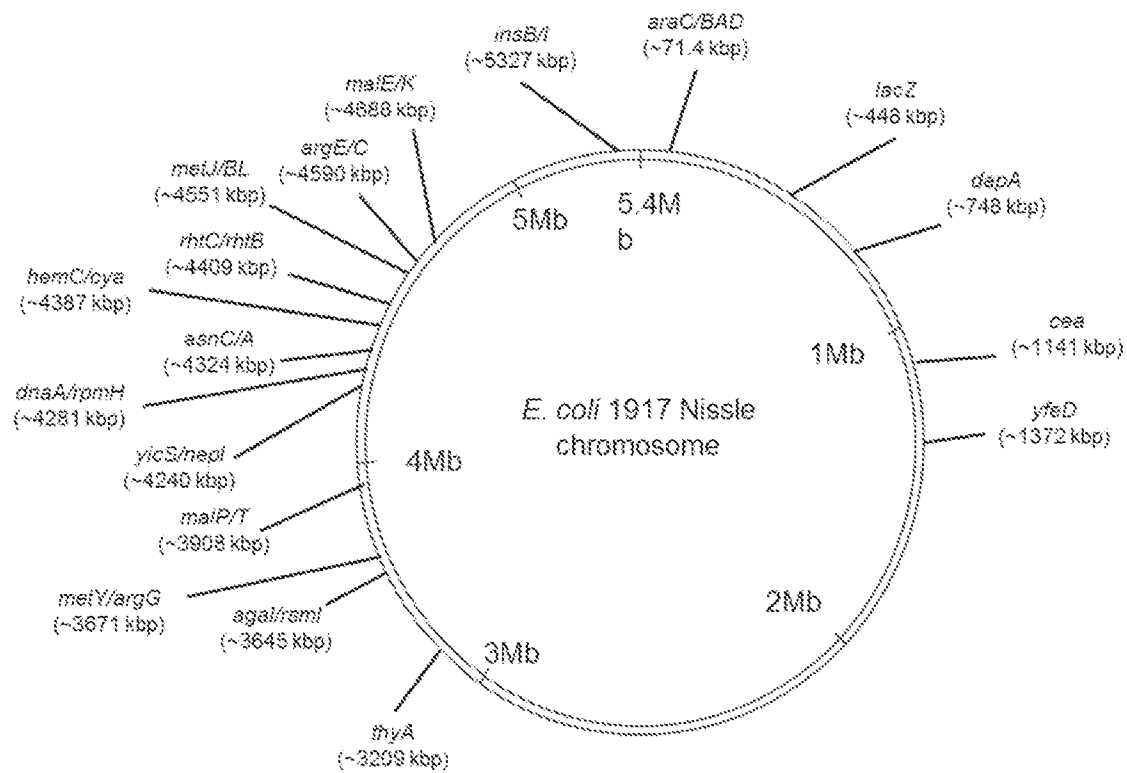 insB/I
(~5327 kbp)
araC/BAD
(~71.4 kbp)
malE/K
(~4688 kbp)
lacZ
(~448 kbp)
argE/C
(~4590 kbp)
metJ/BL
(~4551 kbp)
dapA
(~748 kbp)
5Mb
5.4M
b
rhtC/rhtB
(~4409 kbp)
hemC/cya
(~4387 kbp)
asnC/A
(~4324 kbp)
cea
(~1141 kbp)
1Mb
dnaA/rpmH
(~4281 kbp)
E. coli 1917 Nissle
chromosome
yfeD
(~1372 kbp)
yicS/nepI
(~4240 kbp)
4Mb
malP/T
(~3908 kbp)
metY/argG
(~3671 kbp)
agaI/rsmI
(~3645 kbp)
2Mb
3Mb
thyA
(~3209 kbp)